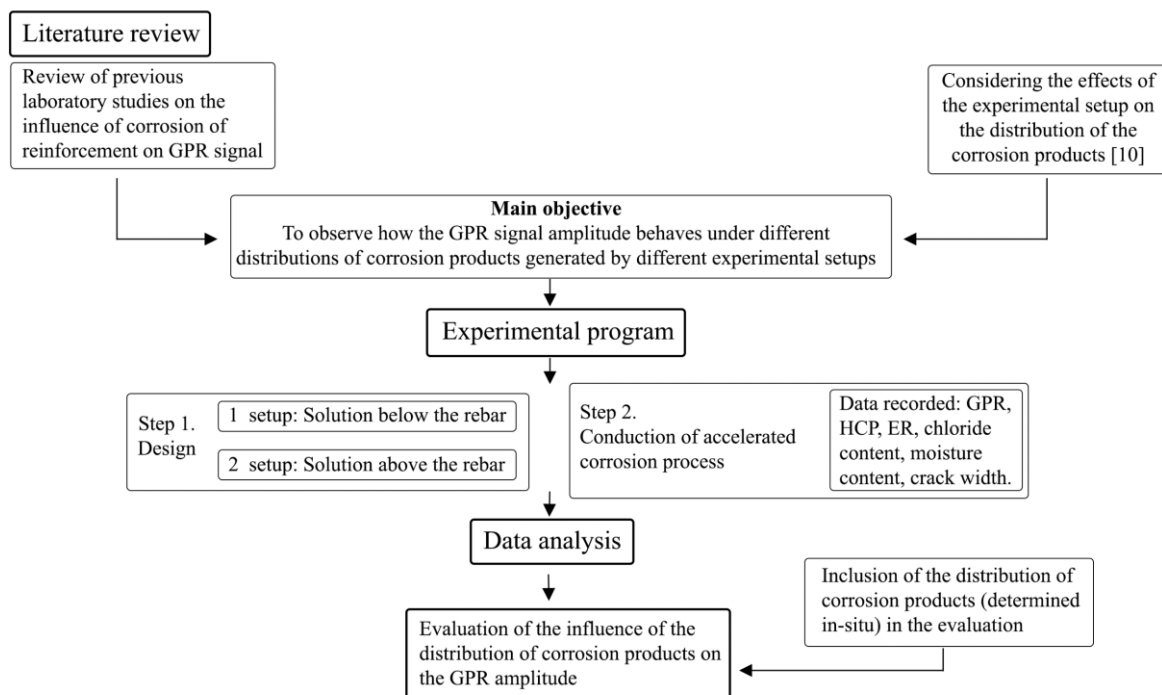 Literature review
Review of previous
laboratory studies on the
influence of corrosion of
reinforcement on GPR signal
Considering the effects of
the experimental setup on
the distribution of the
corrosion products [10]
Main objective
To observe how the GPR signal amplitude behaves under different
distributions of corrosion products generated by different experimental setups
Experimental program
Step 1.
Design
1 setup: Solution below the rebar
2 setup: Solution above the rebar
Step 2.
Conduction of accelerated
corrosion process
Data recorded: GPR,
HCP, ER, chloride
content, moisture
content, crack width.
Data analysis
Inclusion of the distribution of
corrosion products (determined
in-situ) in the evaluation
Evaluation of the influence of the
distribution of corrosion products on
the GPR amplitude